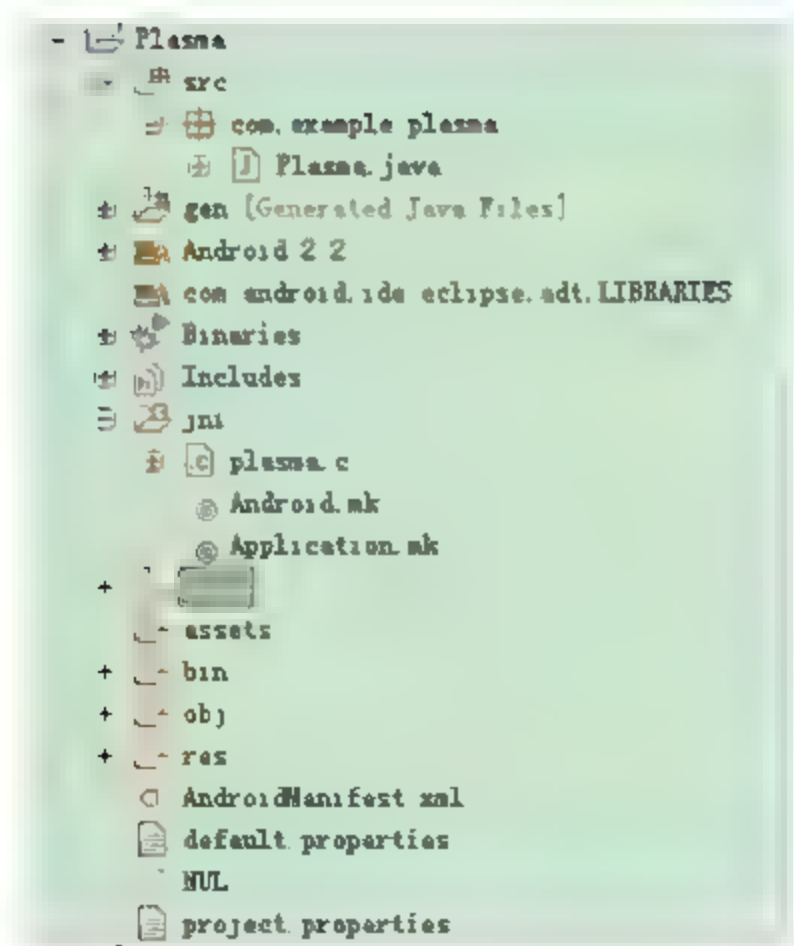 Plasma
src
com.example.plasma
Plasma.java
gen [Generated Java Files]
Android 2.2
com.android.ide.eclipse.adt.LIBRARIES
Binaries
Includes
jni
plasma.c
Android.mk
Application.mk
assets
bin
obj
res
AndroidManifest.xml
default.properties
NUL
project.properties